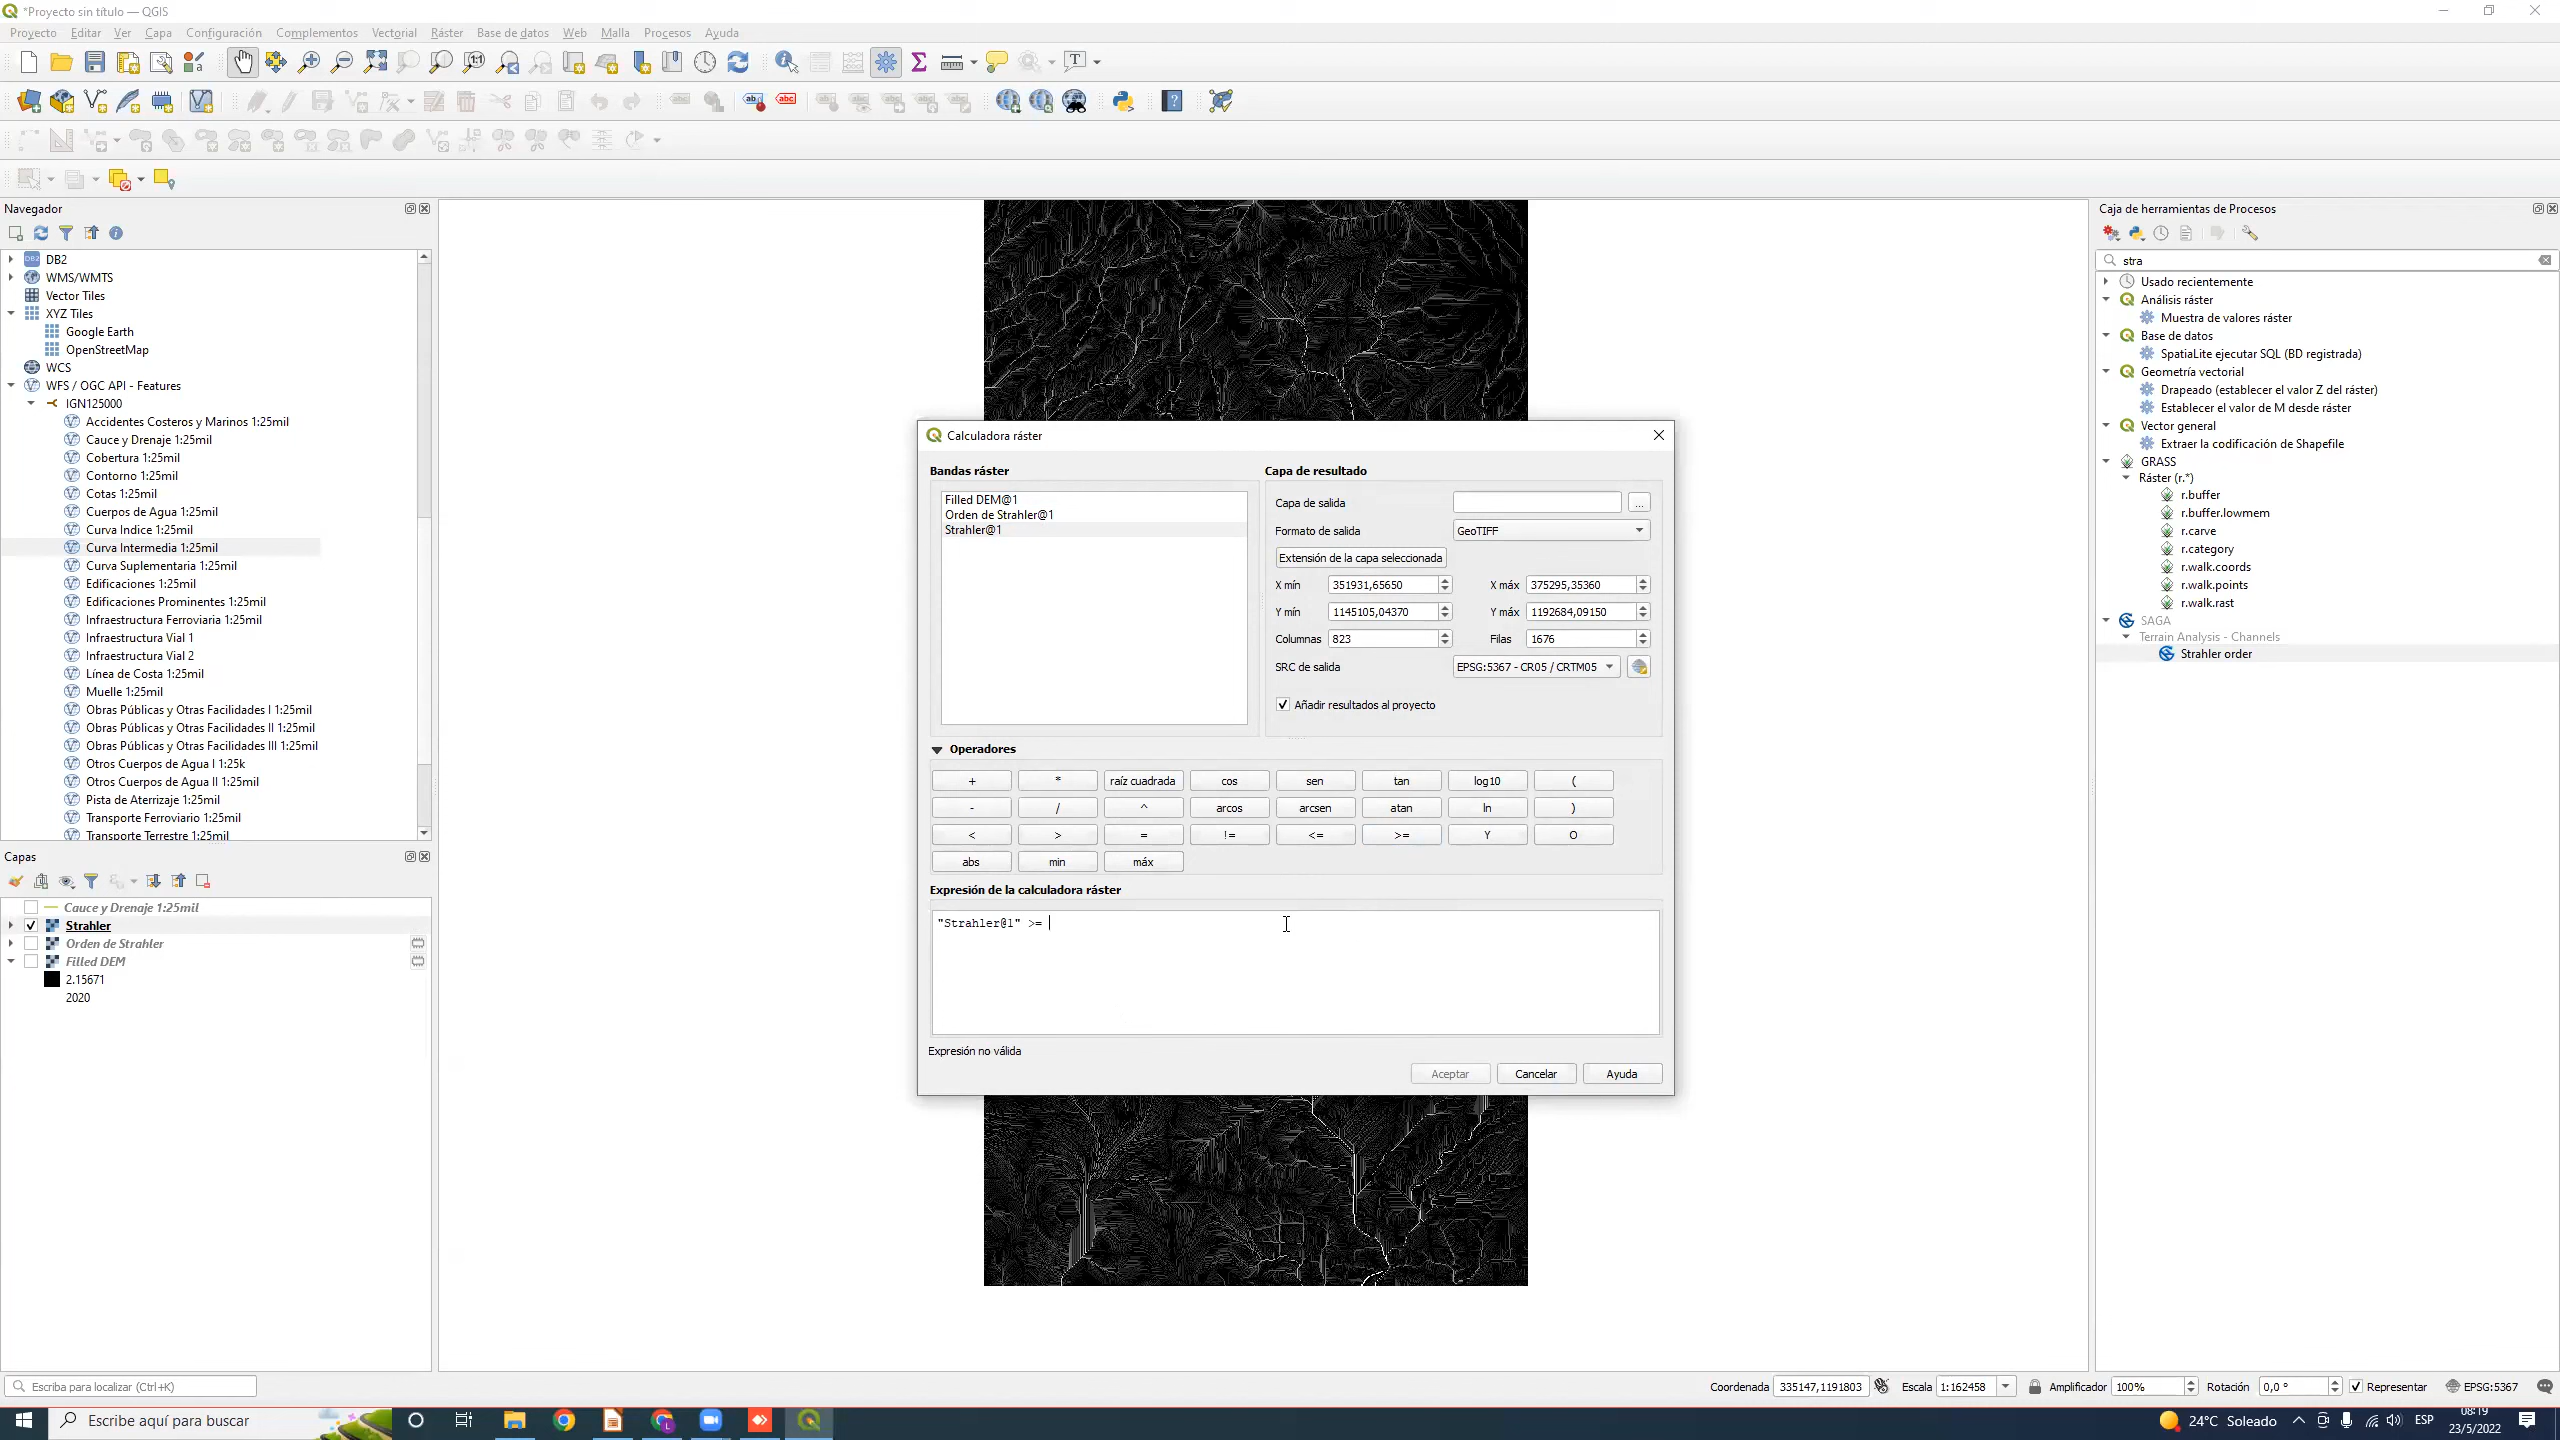 *Proyecto sin título — QGIS
Proyecto Editar Ver Capa Configuración Complementos Vectorial Ráster Base de datos Web Malla Procesos Ayuda
Navegador
DB2
WMS/WMTS
Vector Tiles
XYZ Tiles
Google Earth
OpenStreetMap
WCS
WFS / OGC API - Features
IGN125000
Accidentes Costeros y Marinos 1:25mil
Cauce y Drenaje 1:25mil
Cobertura 1:25mil
Contorno 1:25mil
Cotas 1:25mil
Cuerpos de Agua 1:25mil
Curva Indice 1:25mil
Curva Intermedia 1:25mil
Curva Suplementaria 1:25mil
Edificaciones 1:25mil
Edificaciones Prominentes 1:25mil
Infraestructura Ferroviaria 1:25mil
Infraestructura Vial 1
Infraestructura Vial 2
Línea de Costa 1:25mil
Muelle 1:25mil
Obras Públicas y Otras Facilidades I 1:25mil
Obras Públicas y Otras Facilidades II 1:25mil
Obras Públicas y Otras Facilidades III 1:25mil
Otros Cuerpos de Agua I 1:25k
Otros Cuerpos de Agua II 1:25mil
Pista de Aterrizaje 1:25mil
Transporte Ferroviario 1:25mil
Transporte Terrestre 1:25mil
Capas
Cauce y Drenaje 1:25mil
Strahler
Orden de Strahler
Filled DEM
2.15671
2020
Calculadora ráster
Bandas ráster
Filled DEM@1
Orden de Strahler@1
Strahler@1
Capa de resultado
Capa de salida ...
Formato de salida GeoTIFF
Extensión de la capa seleccionada
X mín 351931,65650 X máx 375295,35360
Y mín 1145105,04370 Y máx 1192684,09150
Columnas 823 Filas 1676
SRC de salida EPSG:5367 - CR05 / CRTM05
Añadir resultados al proyecto
Operadores
+ * raíz cuadrada cos sen tan log10 (
- / ^ arcos arcsen atan ln )
< > = != <= >= Y O
abs min máx
Expresión de la calculadora ráster
"Strahler@1" >=
Expresión no válida
Aceptar Cancelar Ayuda
Caja de herramientas de Procesos
stra
Usado recientemente
Análisis ráster
Muestra de valores ráster
Base de datos
SpatiaLite ejecutar SQL (BD registrada)
Geometría vectorial
Drapeado (establecer el valor Z del ráster)
Establecer el valor de M desde ráster
Vector general
Extraer la codificación de Shapefile
GRASS
Ráster (r.*)
r.buffer
r.buffer.lowmem
r.carve
r.category
r.walk.coords
r.walk.points
r.walk.rast
SAGA
Terrain Analysis - Channels
Strahler order
Escriba para localizar (Ctrl+K)
Coordenada 335147,1191803 Escala 1:162458 Amplificador 100% Rotación 0,0 ° Representar EPSG:5367
Escribe aquí para buscar
24°C Soleado ESP
08:19
23/5/2022